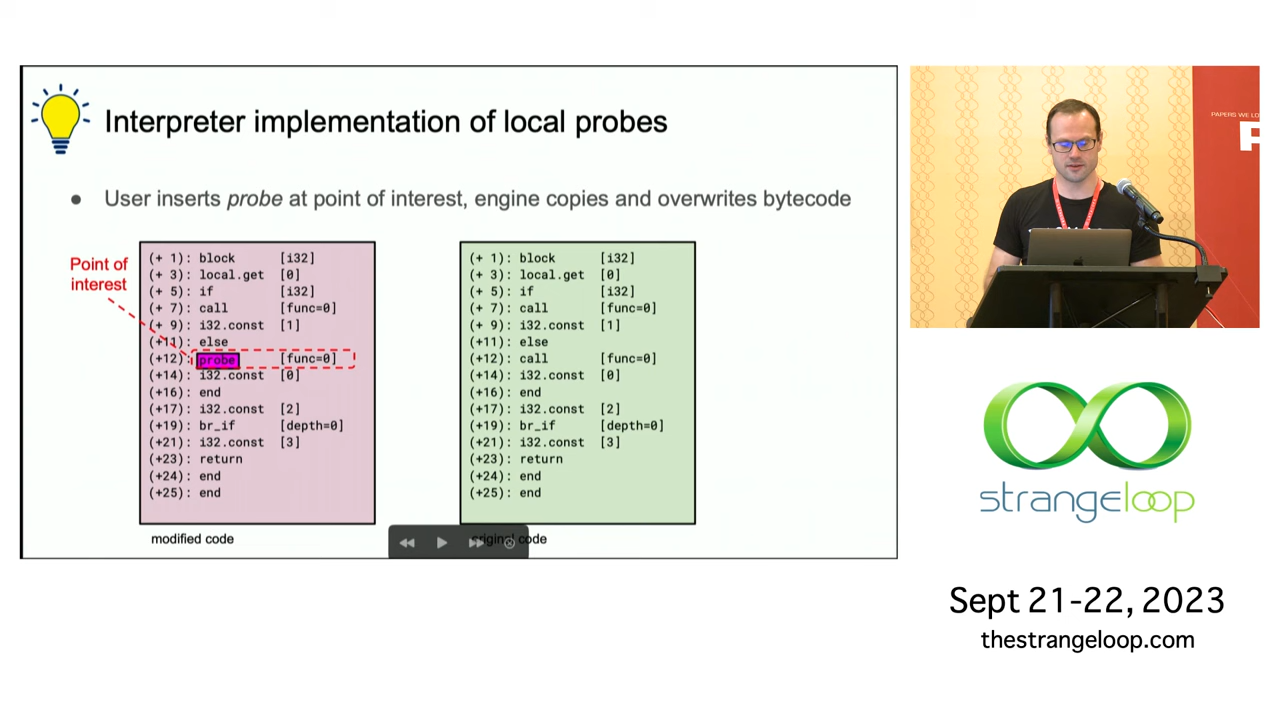 Interpreter implementation of local probes
● User inserts probe at point of interest, engine copies and overwrites bytecode
Point of
interest
(+ 1): block [i32]
(+ 3): local.get [0]
(+ 5): if [i32]
(+ 7): call [func=0]
(+ 9): i32.const [1]
(+11): else
(+12): probe [func=0]
(+14): i32.const [0]
(+16): end
(+17): i32.const [2]
(+19): br_if [depth=0]
(+21): i32.const [3]
(+23): return
(+24): end
(+25): end
modified code
(+ 1): block [i32]
(+ 3): local.get [0]
(+ 5): if [i32]
(+ 7): call [func=0]
(+ 9): i32.const [1]
(+11): else
(+12): call [func=0]
(+14): i32.const [0]
(+16): end
(+17): i32.const [2]
(+19): br_if [depth=0]
(+21): i32.const [3]
(+23): return
(+24): end
(+25): end
original code
PAPERS WE LO
P
strangeloop
Sept 21-22, 2023
thestrangeloop.com